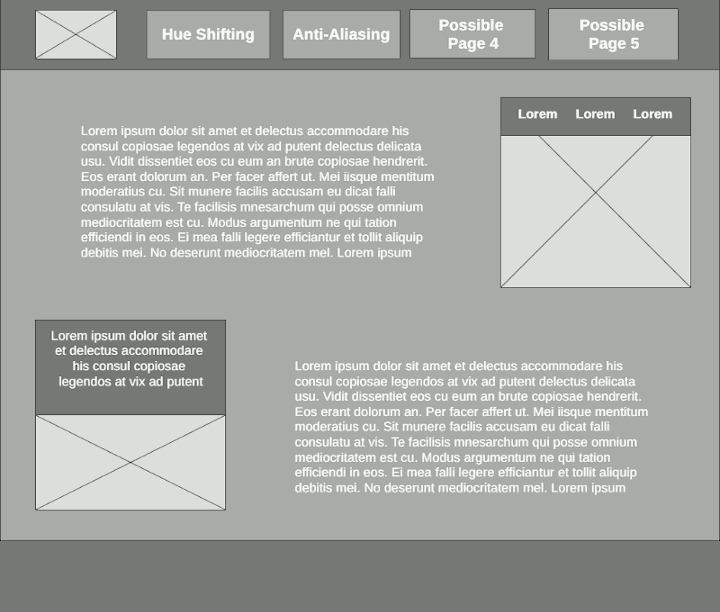 Hue Shifting
Anti-Aliasing
Possible
Page 4
Possible
Page 5
Lorem Lorem Lorem
Lorem ipsum dolor sit amet et delectus accommodare his
consul copiosae legendos at vix ad putent delectus delicata
usu. Vidit dissentiet eos cu eum an brute copiosae hendrerit.
Eos erant dolorum an. Per facer affert ut. Mei iisque mentitum
moderatius cu. Sit munere facilis accusam eu dicat falli
consulatu at vis. Te facilisis mnesarchum qui posse omnium
mediocritatem est cu. Modus argumentum ne qui tation
efficiendi in eos. Ei mea falli legere efficiantur et tollit aliquip
debitis mei. No deserunt mediocritatem mel. Lorem ipsum
Lorem ipsum dolor sit amet
et delectus accommodare
his consul copiosae
legendos at vix ad putent
Lorem ipsum dolor sit amet et delectus accommodare his
consul copiosae legendos at vix ad putent delectus delicata
usu. Vidit dissentiet eos cu eum an brute copiosae hendrerit.
Eos erant dolorum an. Per facer affert ut. Mei iisque mentitum
moderatius cu. Sit munere facilis accusam eu dicat falli
consulatu at vis. Te facilisis mnesarchum qui posse omnium
mediocritatem est cu. Modus argumentum ne qui tation
efficiendi in eos. Ei mea falli legere efficiantur et tollit aliquip
debitis mei. No deserunt mediocritatem mel. Lorem ipsum